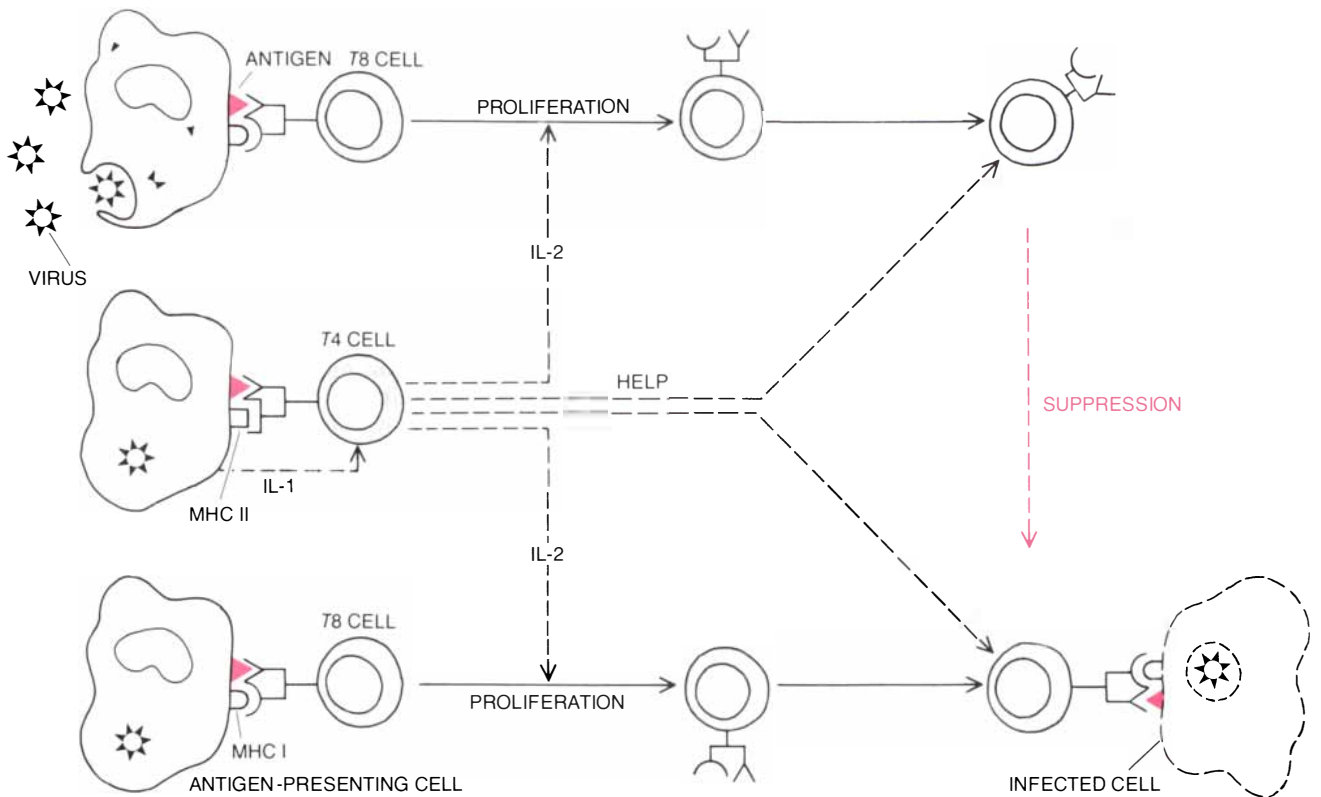 ANTIGEN
T8 CELL
PROLIFERATION
IL-2
VIRUS
T4 CELL
HELP
SUPPRESSION
IL-1
MHC II
IL-2
T8 CELL
PROLIFERATION
MHC I
ANTIGEN-PRESENTING CELL
INFECTED CELL